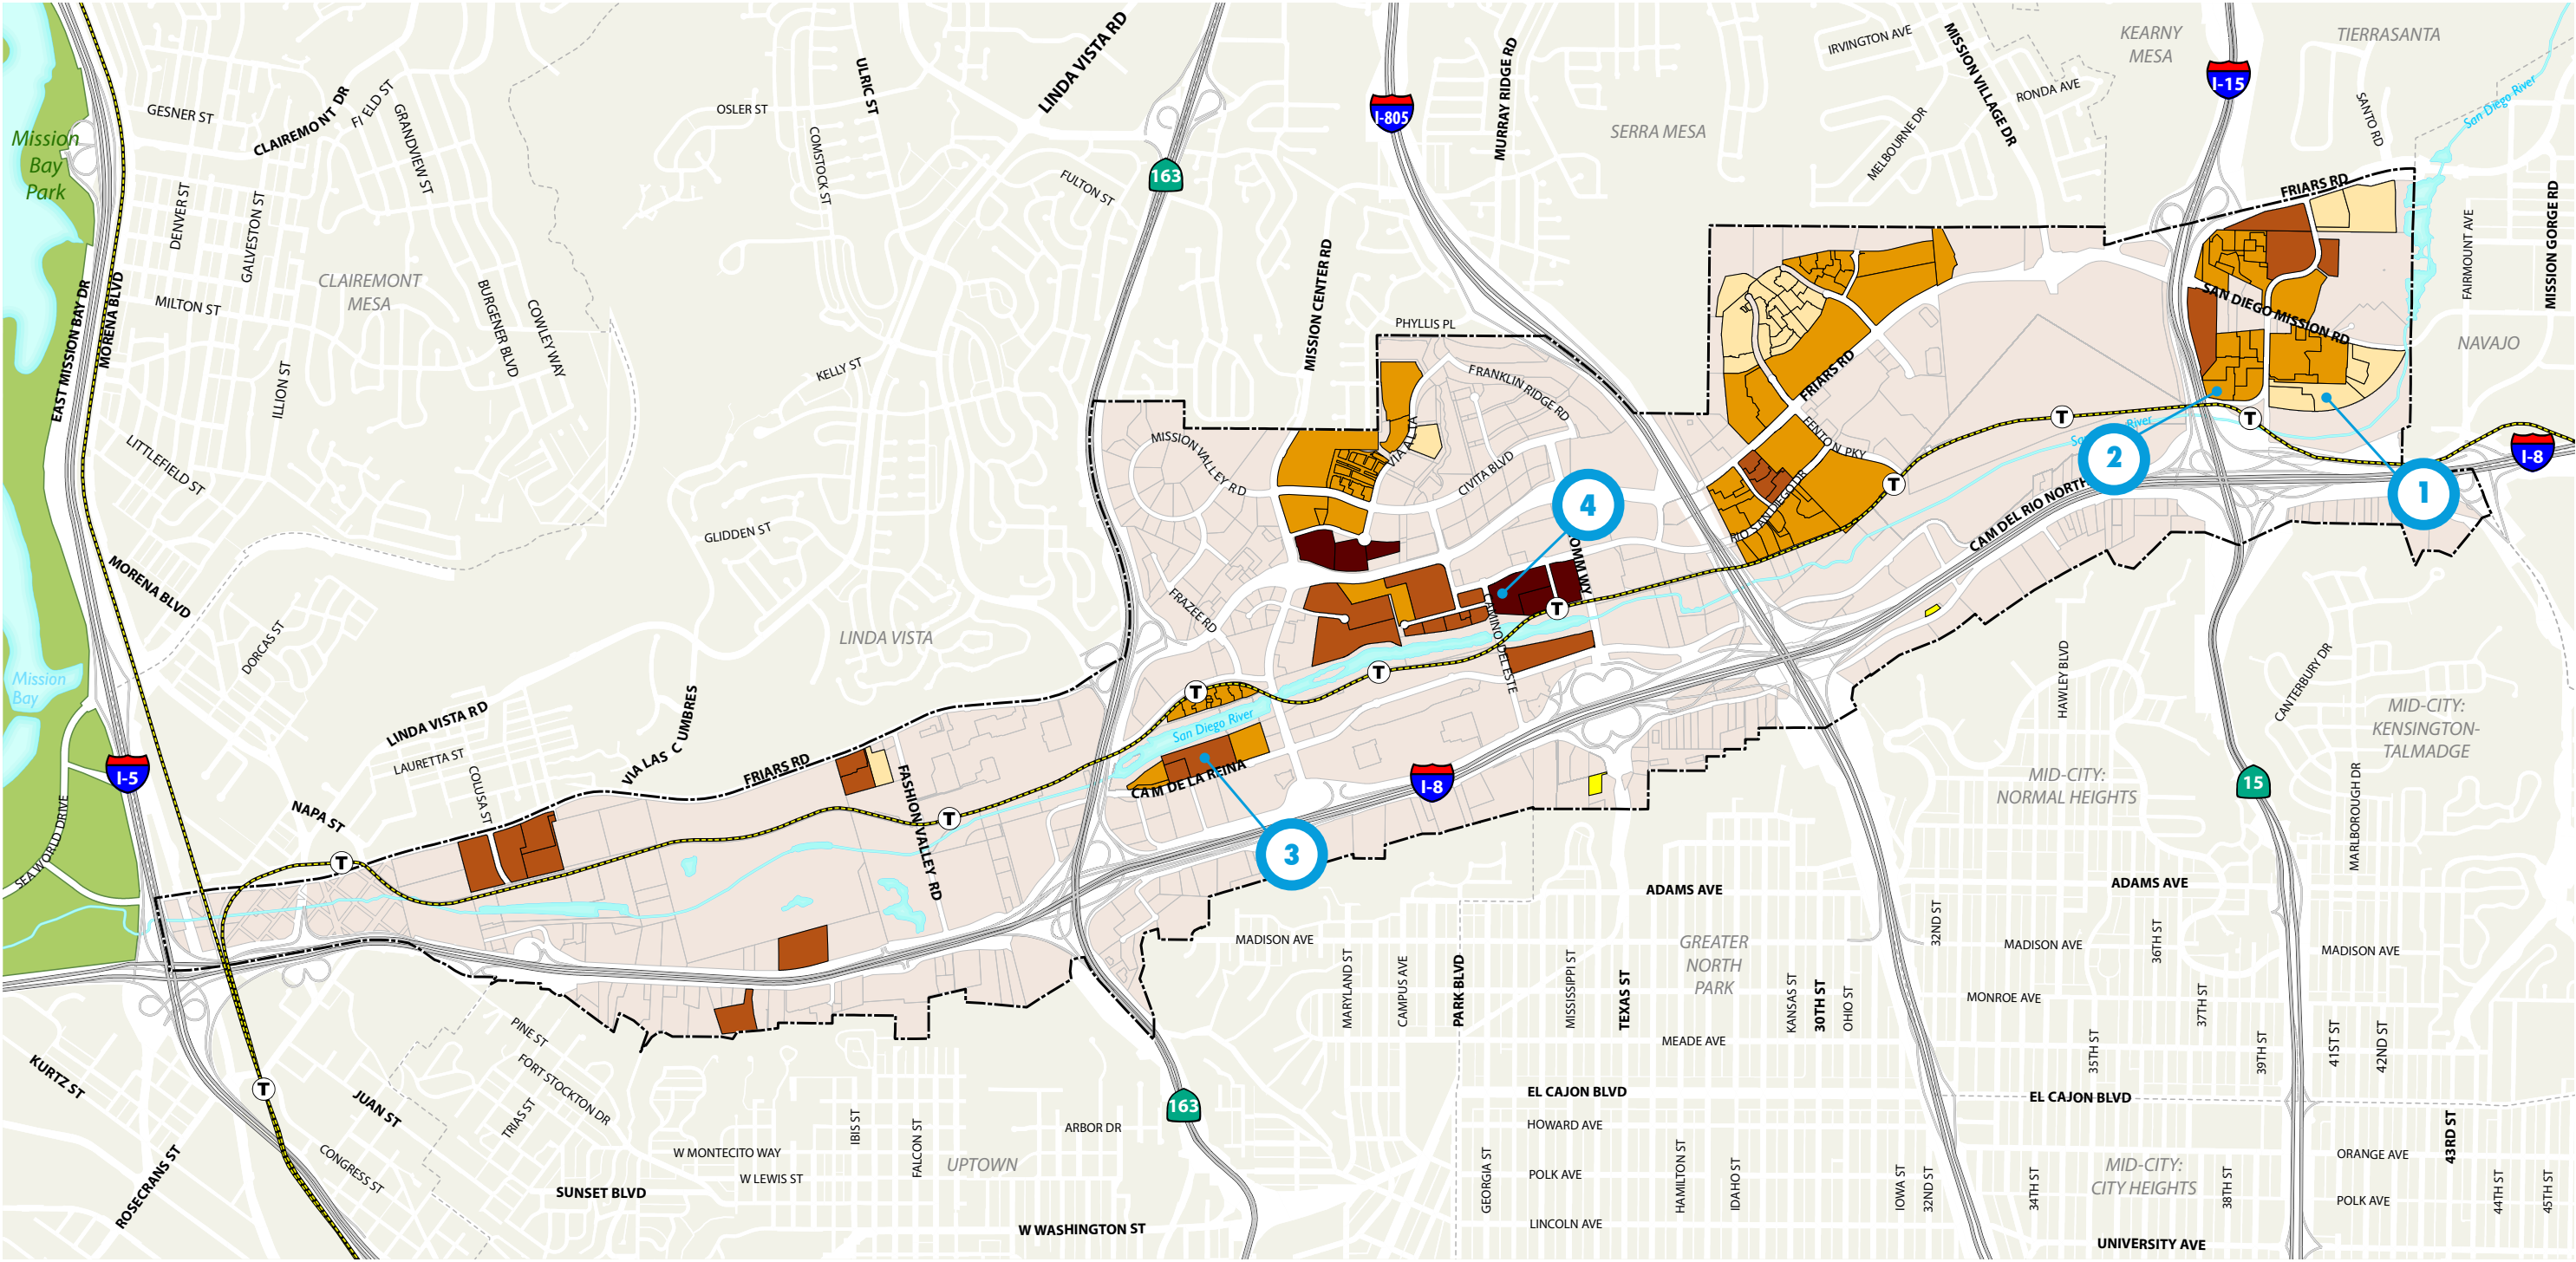 LINDA VISTA RD
MISSION VILLAGE DR
KEARNY
MESA
TIERRASANTA
IRVINGTON AVE
ULRIC ST
MURRAY RIDGE RD
I-15
RONDA AVE
San Diego River
SANTO RD
GESNER ST
CLAIREMONT DR
FIELD ST
GRANDVIEW ST
OSLER ST
COMSTOCK ST
I-805
SERRA MESA
MELBOURNE DR
Mission
Bay
Park
163
FULTON ST
FRIARS RD
MISSION GORGE RD
DENVER ST
GALVESTON ST
FAIRMOUNT AVE
CLAIREMONT
MESA
EAST MISSION BAY DR
MORENA BLVD
MILTON ST
BURGENER BLVD
COWLEY WAY
MISSION CENTER RD
PHYLLIS PL
SAN DIEGO MISSION RD
NAVAJO
ILLION ST
KELLY ST
FRANKLIN RIDGE RD
FRIARS RD
LITTLEFIELD ST
MISSION VALLEY RD
VIA ALTA
CIVITA BLVD
FENTON PKY
T
T
2
I-8
1
GLIDDEN ST
4
RIO SAN DIEGO DR
T
CAM DEL RIO NORTH
MORENA BLVD
FRAZEE RD
CAMINO DEL ESTE
T
DORCAS ST
LINDA VISTA
HAWLEY BLVD
CANTERBURY DR
Mission
Bay
T
T
San Diego River
LINDA VISTA RD
VIA LAS CUMBRES
MID-CITY:
KENSINGTON-
TALMADGE
I-5
LAURETTA ST
COLUSA ST
FRIARS RD
FASHION VALLEY RD
CAM DE LA REINA
I-8
MID-CITY:
NORMAL HEIGHTS
15
NAPA ST
SEA WORLD DRIVE
T
T
3
MARLBOROUGH DR
ADAMS AVE
ADAMS AVE
MADISON AVE
MARYLAND ST
CAMPUS AVE
PARK BLVD
MISSISSIPPI ST
TEXAS ST
GREATER
NORTH
PARK
KANSAS ST
30TH ST
OHIO ST
32ND ST
MADISON AVE
36TH ST
MADISON AVE
MONROE AVE
37TH ST
PINE ST
FORT STOCKTON DR
MEADE AVE
35TH ST
39TH ST
41ST ST
42ND ST
KURTZ ST
T
JUAN ST
TRIAS ST
EL CAJON BLVD
EL CAJON BLVD
163
IBIS ST
FALCON ST
ARBOR DR
HOWARD AVE
43RD ST
ROSECRANS ST
CONGRESS ST
W MONTECITO WAY
W LEWIS ST
UPTOWN
GEORGIA ST
POLK AVE
HAMILTON ST
IDAHO ST
IOWA ST
32ND ST
34TH ST
MID-CITY:
CITY HEIGHTS
38TH ST
ORANGE AVE
POLK AVE
44TH ST
45TH ST
SUNSET BLVD
W WASHINGTON ST
LINCOLN AVE
UNIVERSITY AVE